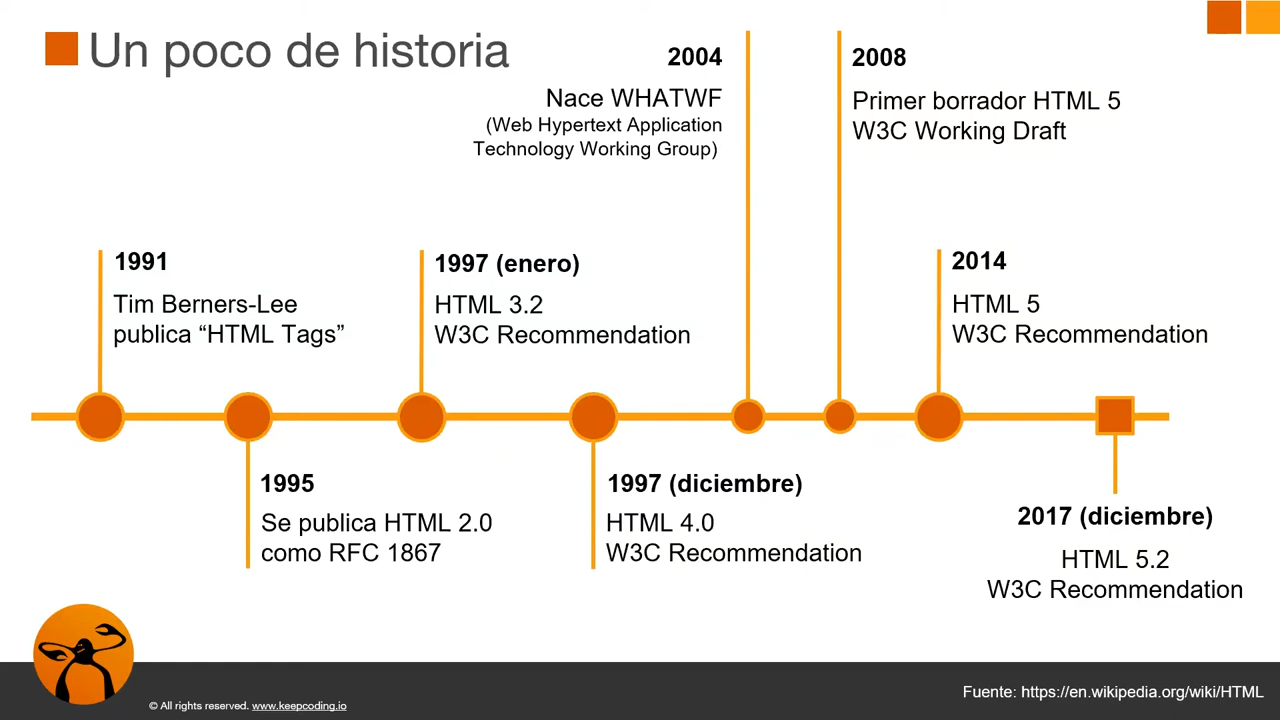 Un poco de historia
2004
Nace WHATWF
(Web Hypertext Application
Technology Working Group)
2008
Primer borrador HTML 5
W3C Working Draft
1991
Tim Berners-Lee
publica “HTML Tags”
1997 (enero)
HTML 3.2
W3C Recommendation
2014
HTML 5
W3C Recommendation
1995
Se publica HTML 2.0
como RFC 1867
1997 (diciembre)
HTML 4.0
W3C Recommendation
2017 (diciembre)
HTML 5.2
W3C Recommendation
© All rights reserved. www.keepcoding.io
Fuente: https://en.wikipedia.org/wiki/HTML